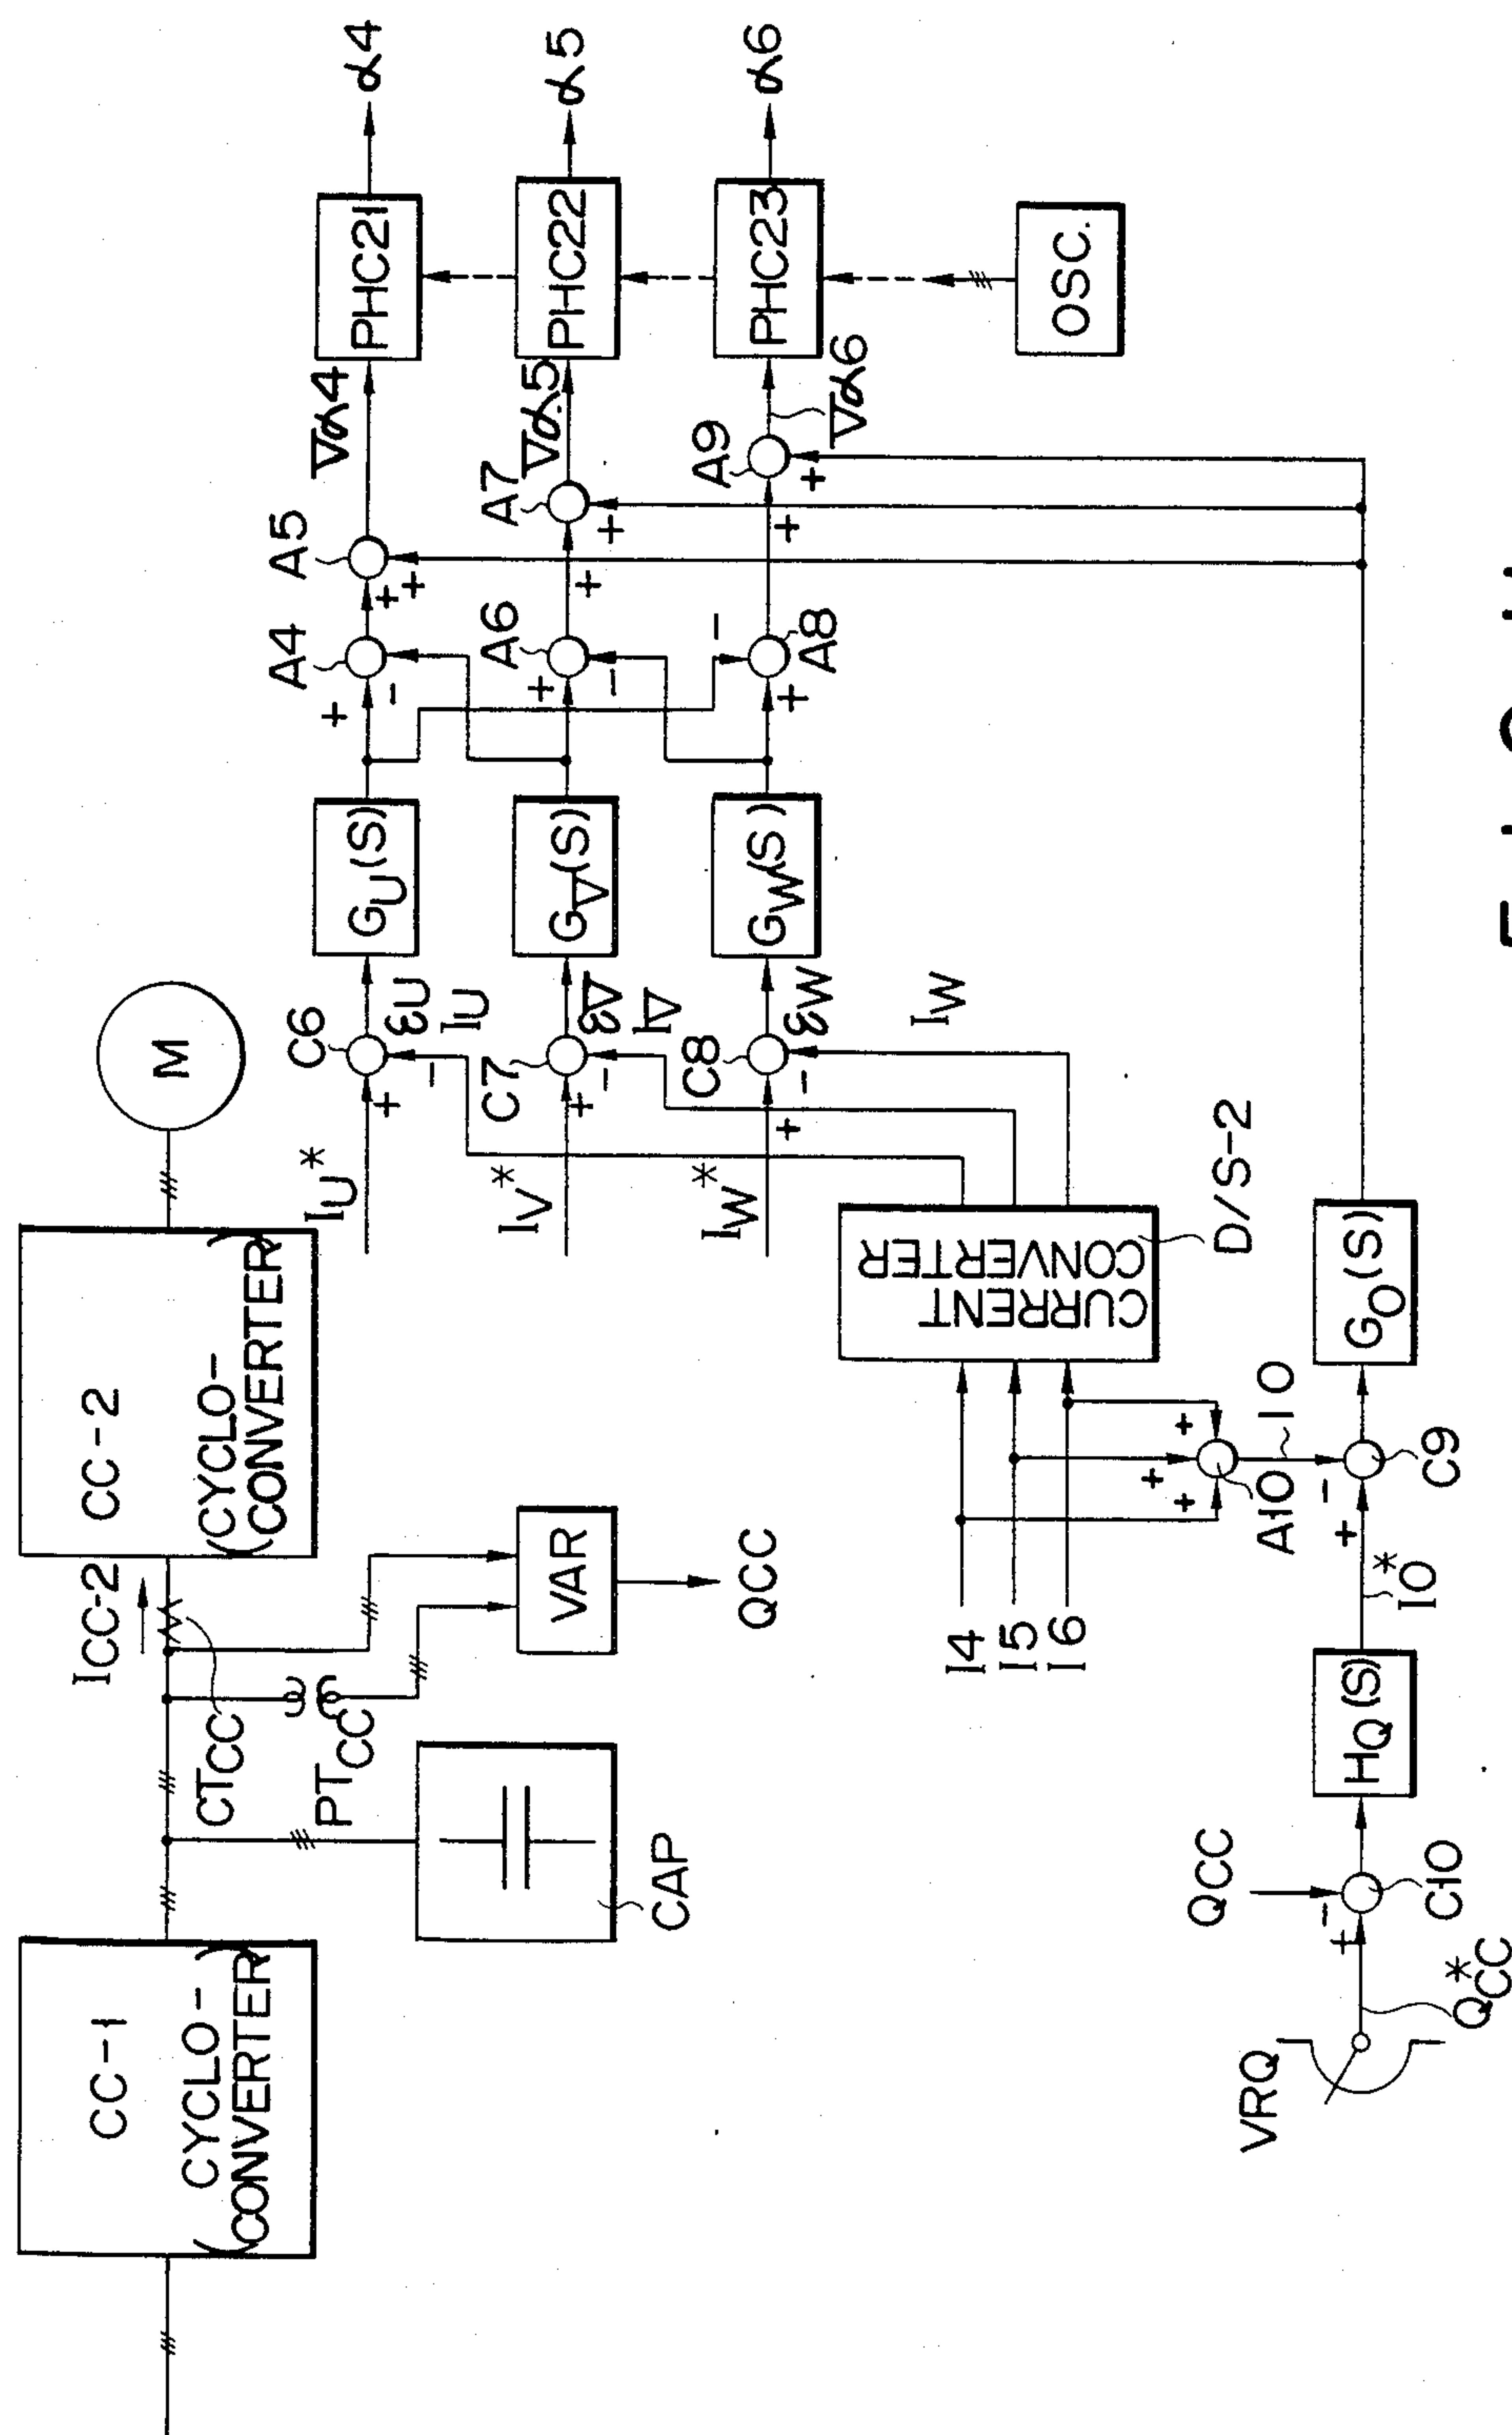 CC-1
(CYCLO-
CONVERTER)
CC-2
(CYCLO-
CONVERTER)
M
ICC-2
CTCC
PTCC
CAP
VAR
QCC
IU*
C6
εU
IU
GU(S)
A4
A5
Vα4
PHC21
α4
IV*
C7
εV
IV
GV(S)
A6
A7
Vα5
PHC22
α5
IW*
C8
εW
IW
GW(S)
A8
A9
Vα6
PHC23
α6
OSC.
I4
I5
I6
CURRENT
CONVERTER
D/S-2
A10
IO
VRQ
Q*CC
QCC
C10
HQ(S)
IO*
C9
GO(S)